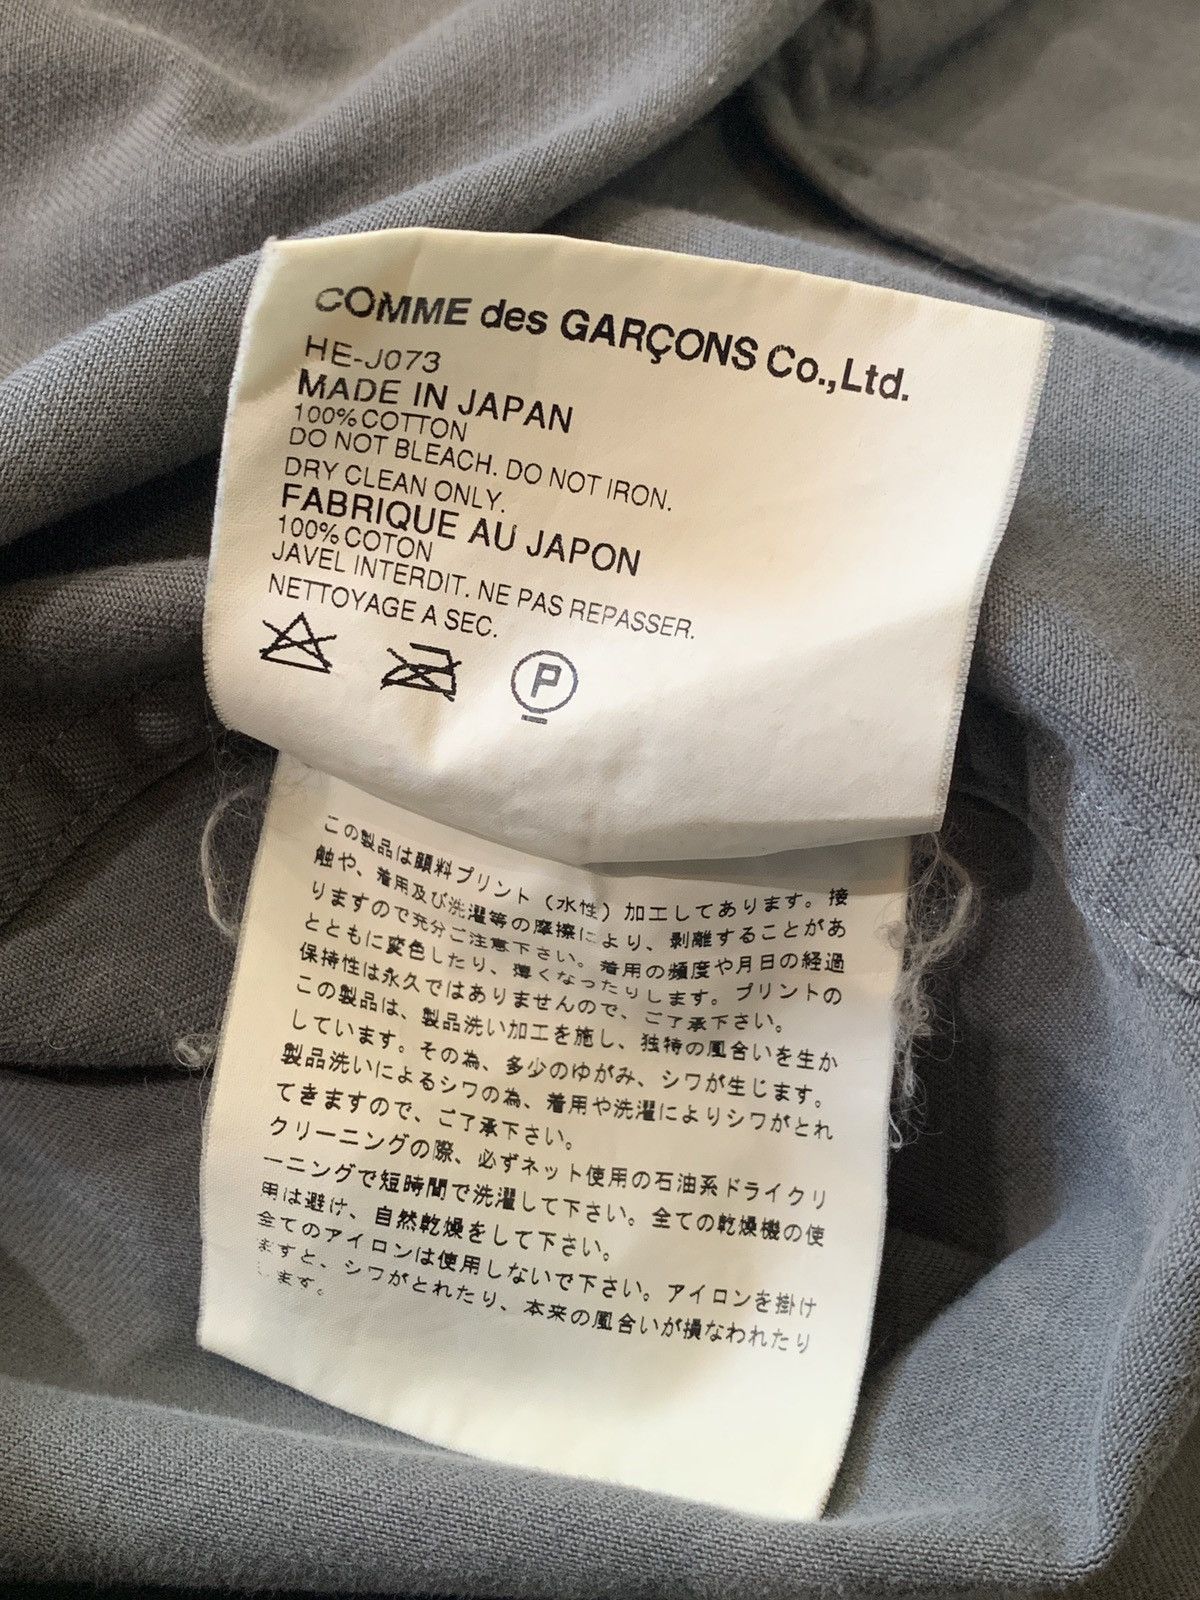 COMME des GARÇONS Co.,Ltd.
HE-J073
MADE IN JAPAN
100% COTTON
DO NOT BLEACH. DO NOT IRON.
DRY CLEAN ONLY.
FABRIQUE AU JAPON
100% COTON
JAVEL INTERDIT. NE PAS REPASSER.
NETTOYAGE A SEC.
P
この製品は顔料プリント（水性）加工してあります。接
触や、着用及び洗濯等の摩擦により、剥離することがあ
りますので充分ご注意下さい。着用の頻度や月日の経過
とともに変色したり、薄くなったりします。プリントの
保持性は永久ではありませんので、ご了承下さい。
この製品は、製品洗い加工を施し、独特の風合いを生か
しています。その為、多少のゆがみ、シワが生じます。
製品洗いによるシワの為、着用や洗濯によりシワがとれ
てきますので、ご了承下さい。
クリーニングの際、必ずネット使用の石油系ドライクリ
ーニングで短時間で洗濯して下さい。全ての乾燥機の使
用は避け、自然乾燥をして下さい。
全てのアイロンは使用しないで下さい。アイロンを掛け
ますと、シワがとれたり、本来の風合いが損なわれたり
します。